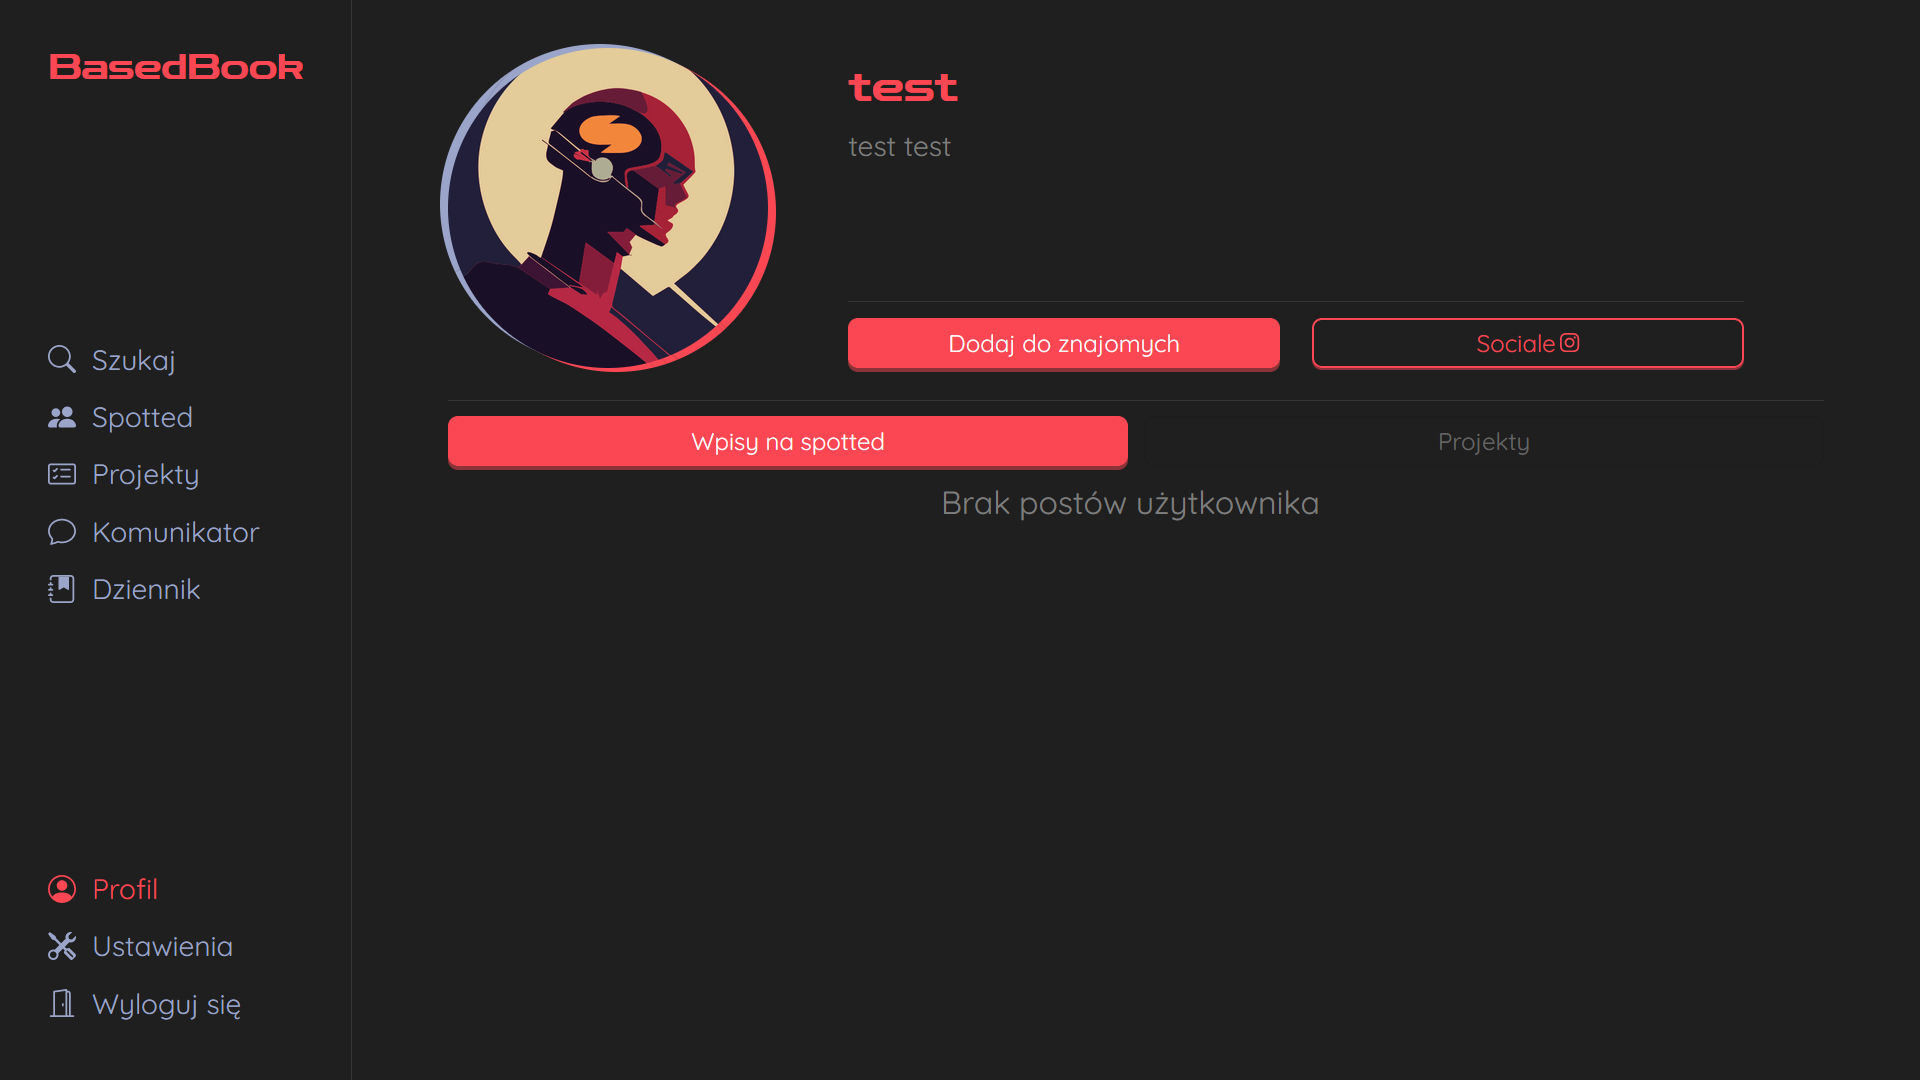 BasedBook
Szukaj
Spotted
Projekty
Komunikator
Dziennik
Profil
Ustawienia
Wyloguj się
test
test test
Dodaj do znajomych
Sociale
Wpisy na spotted
Projekty
Brak postów użytkownika